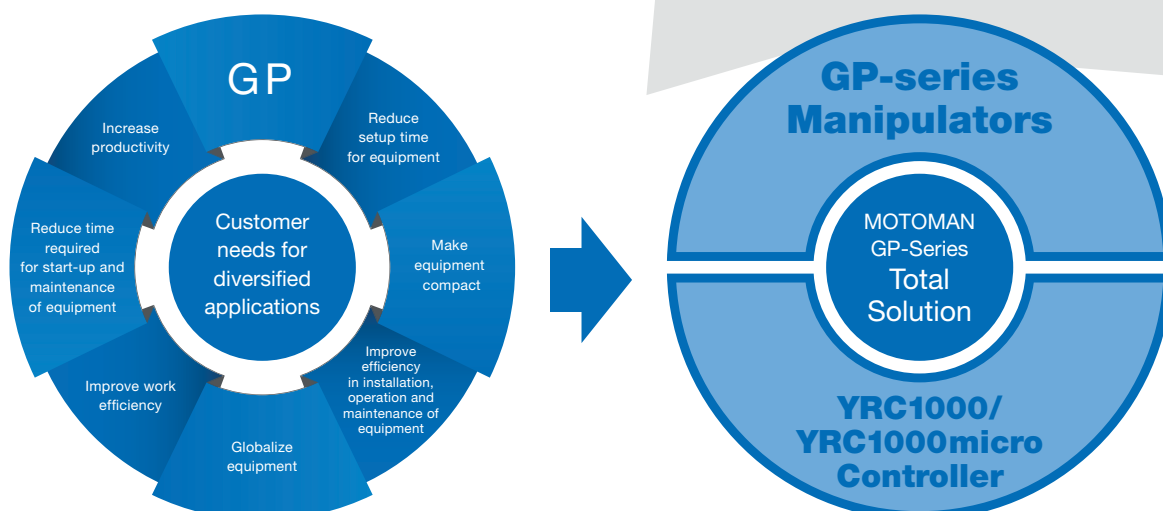 GP
Reduce
setup time
for equipment
Make
equipment
compact
Improve
efficiency
in installation,
operation and
maintenance of
equipment
Globalize
equipment
Improve work
efficiency
Reduce time
required
for start-up and
maintenance
of equipment
Increase
productivity
Customer
needs for
diversified
applications
GP-series
Manipulators
MOTOMAN
GP-Series
Total
Solution
YRC1000/
YRC1000micro
Controller